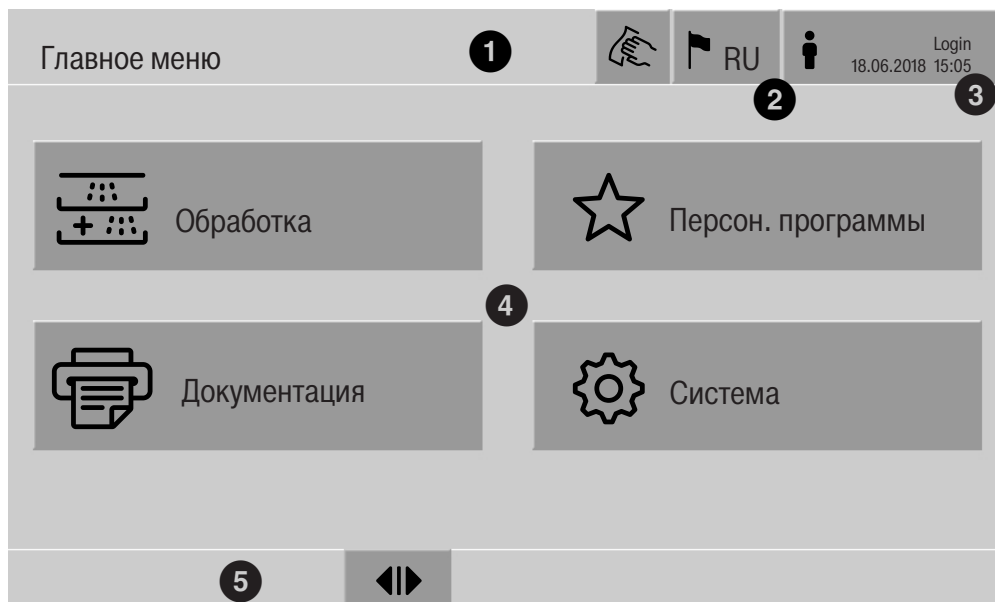 Главное меню
1
RU
Login
18.06.2018 15:05
2
3
Обработка
Персон. программы
4
Документация
Система
5